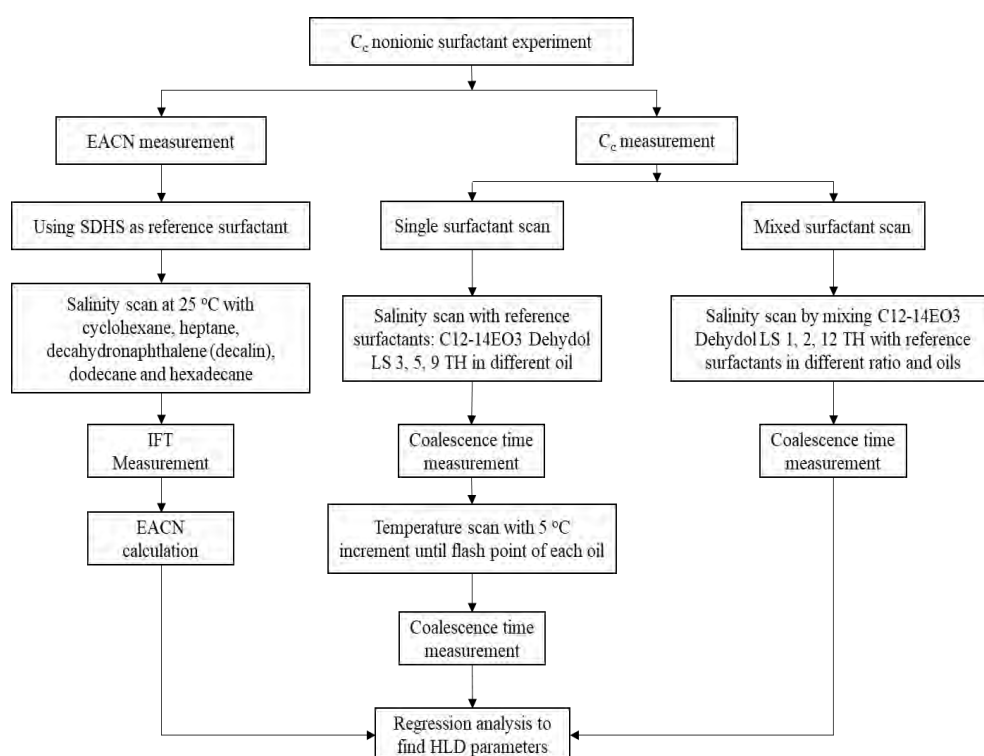 C_c nonionic surfactant experiment
EACN measurement
C_c measurement
Using SDHS as reference surfactant
Single surfactant scan
Mixed surfactant scan
Salinity scan at 25 °C with
cyclohexane, heptane,
decahydronaphthalene (decalin),
dodecane and hexadecane
Salinity scan with reference
surfactants: C12-14EO3 Dehydol
LS 3, 5, 9 TH in different oil
Salinity scan by mixing C12-14EO3
Dehydol LS 1, 2, 12 TH with reference
surfactants in different ratio and oils
IFT
Measurement
Coalescence time
measurement
Coalescence time
measurement
EACN
calculation
Temperature scan with 5 °C
increment until flash point of each oil
Coalescence time
measurement
Regression analysis to
find HLD parameters